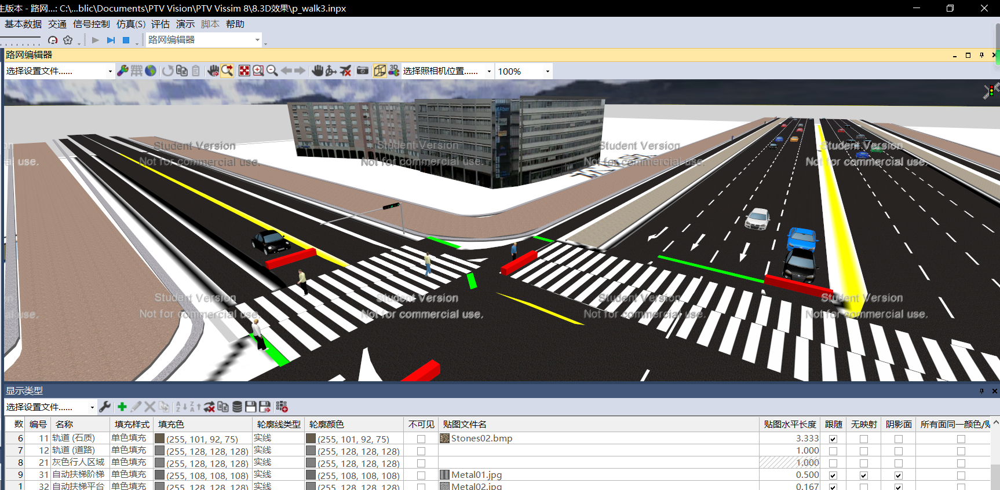 生版本 - 路网...: C:\...blic\Documents\PTV Vision\PTV Vissim 8\8.3D效果\p_walk3.inpx
基本数据 交通 信号控制 仿真(S) 评估 演示 脚本 帮助
路网编辑器
路网编辑器
选择设置文件...... 3D 选择照相机位置...... 100%
Röser
Student Version Student Version Student Version Student Version
al use. Not for commercial use. Not for commercial use. Not for commercial use. Not for commercial use.
Student Version Student Version Student Version Student Version
al use. Not for commercial use. Not for commercial use. Not for commercial use. Not for commercial use.
显示类型
选择设置文件......
数 编号 名称 填充样式 填充色 轮廓线类型 轮廓颜色 不可见 贴图文件名 贴图水平长度 跟随 无映射 阴影面 所有面同一颜色/贴
6 11 轨道 (石质) 单色填充 (255, 101, 92, 75) 实线 (255, 101, 92, 75) Stones02.bmp 3.333
7 12 轨道 (道路) 单色填充 (255, 128, 128, 128) 实线 (255, 128, 128, 128) 1.000
8 21 灰色行人区域 单色填充 (255, 128, 128, 128) 实线 (255, 128, 128, 128) 1.000
9 31 自动扶梯阶梯 单色填充 (255, 108, 108, 108) 实线 (255, 108, 108, 108) Metal01.jpg 0.500
1 32 自动扶梯平台 单色填充 (255, 128, 128, 128) 实线 (255, 128, 128, 128) Metal02.jpg 0.167